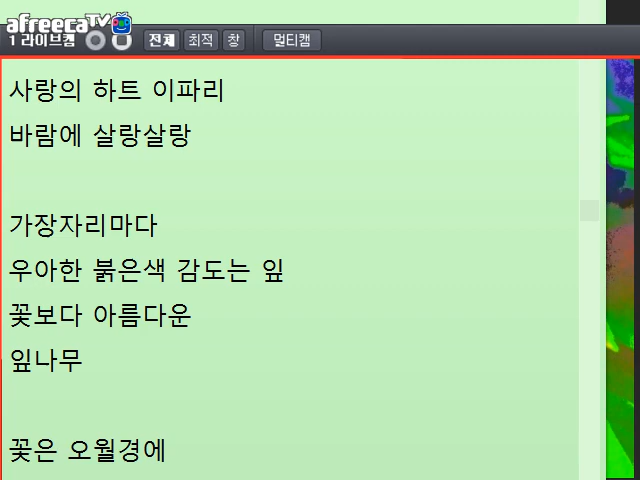 afreecaTV
1 라이브캠 전체 최적 창 멀티캠
사랑의 하트 이파리
바람에 살랑살랑
가장자리마다
우아한 붉은색 감도는 잎
꽃보다 아름다운
잎나무
꽃은 오월경에